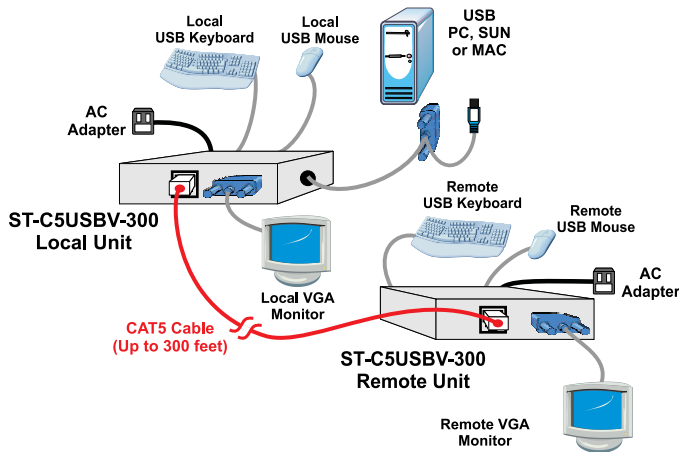 Local
USB Keyboard
Local
USB Mouse
USB
PC, SUN
or MAC
AC
Adapter
ST-C5USBV-300
Local Unit
Remote
USB Keyboard
Remote
USB Mouse
Local VGA
Monitor
AC
Adapter
CAT5 Cable
(Up to 300 feet)
ST-C5USBV-300
Remote Unit
Remote VGA
Monitor